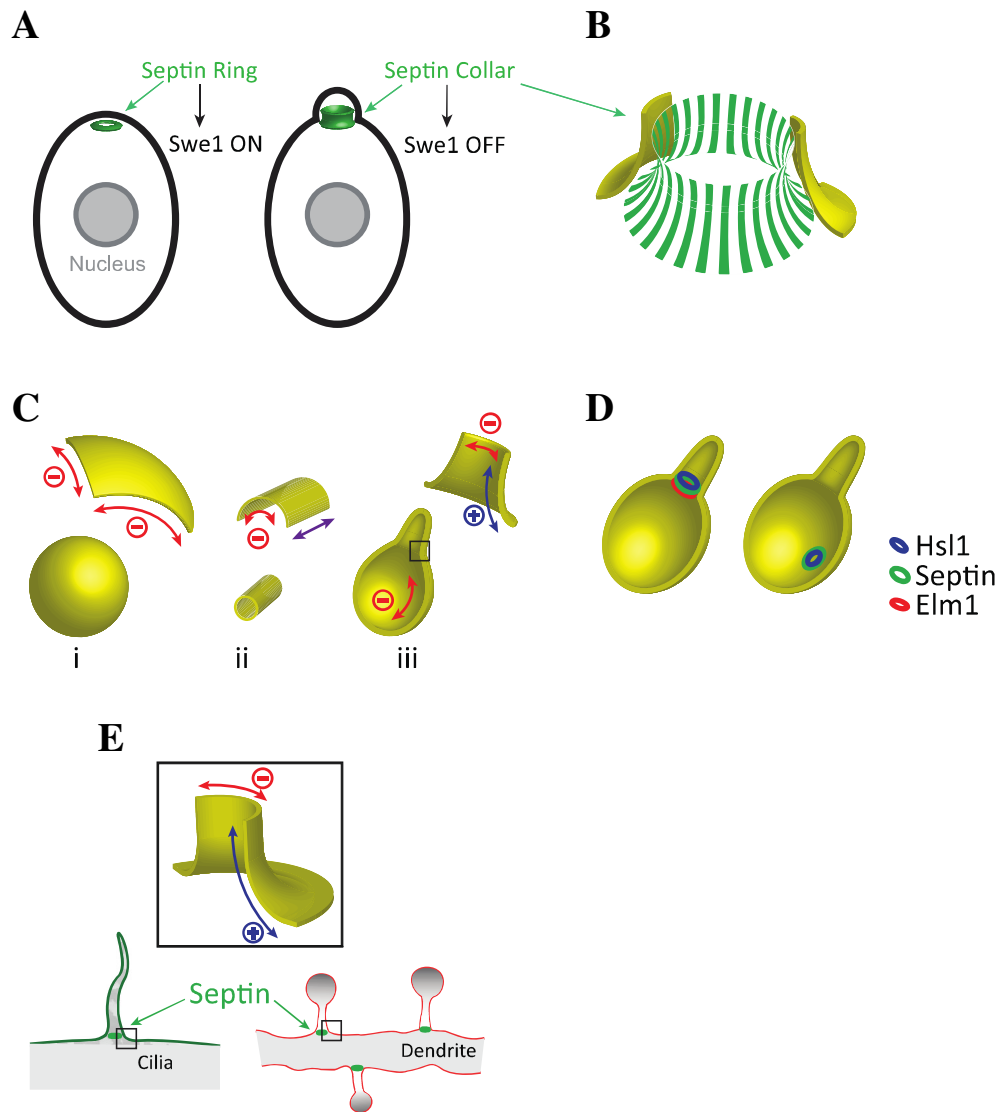 A
Septin Ring
Swe1 ON
Nucleus
Septin Collar
Swe1 OFF
B
C
i
ii
iii
D
Hsl1
Septin
Elm1
E
Septin
Cilia
Dendrite